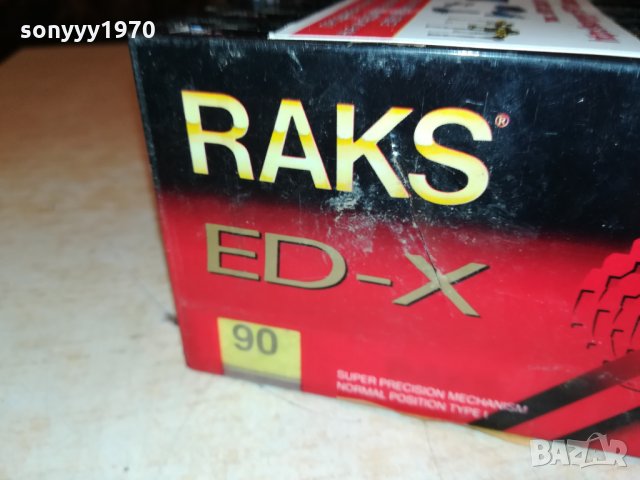 sonyyy1970
RAKS®
ED-X
90
SUPER PRECISION MECHANISM
NORMAL POSITION TYPE I
BAZAR